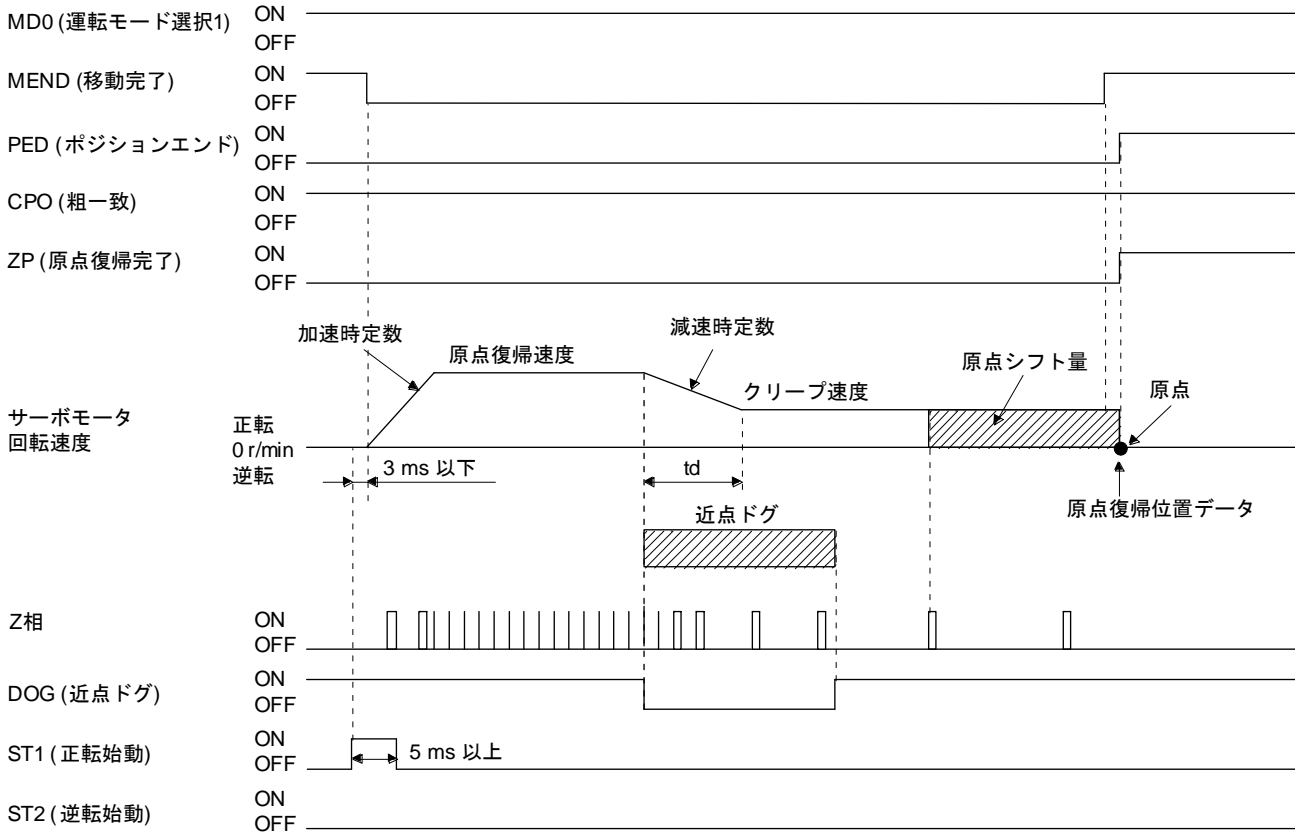 MD0 (運転モード選択1)
ON
OFF
MEND (移動完了)
ON
OFF
PED (ポジションエンド)
ON
OFF
CPO (粗一致)
ON
OFF
ZP (原点復帰完了)
ON
OFF
加速時定数
原点復帰速度
減速時定数
クリープ速度
原点シフト量
原点
サーボモータ
回転速度
正転
0 r/min
逆転
3 ms 以下
td
原点復帰位置データ
近点ドグ
Z相
ON
OFF
DOG (近点ドグ)
ON
OFF
ST1 (正転始動)
ON
OFF
5 ms 以上
ST2 (逆転始動)
ON
OFF